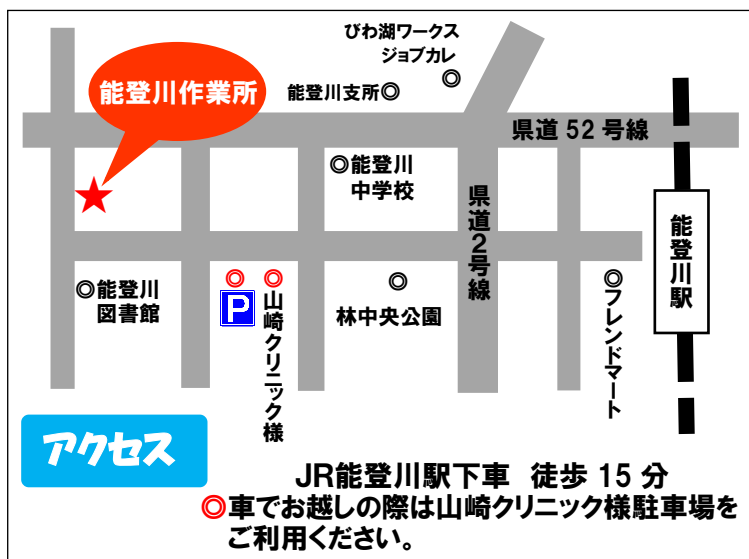 びわ湖ワークス
ジョブカレ
能登川作業所
能登川支所◎
◎
県道 52 号線
◎能登川
中学校
県道2号線
能登川駅
◎能登川
図書館
◎
P
◎
山崎クリニック様
◎
林中央公園
◎
フレンドマート
アクセス
JR能登川駅下車 徒歩 15 分
◎車でお越しの際は山崎クリニック様駐車場を
ご利用ください。